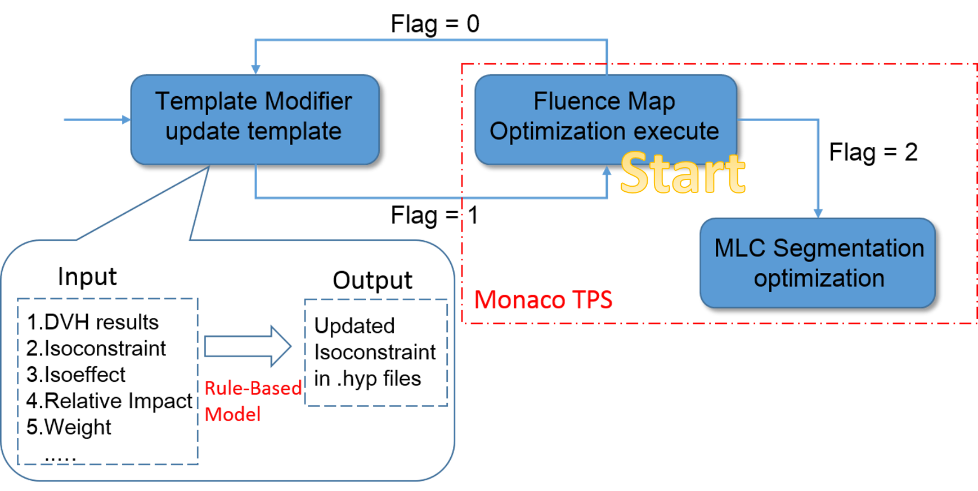 Flag = 0
Template Modifier
update template
Fluence Map
Optimization execute
Start
Flag = 2
Flag = 1
MLC Segmentation
optimization
Monaco TPS
Input
1.DVH results
2.Isoconstraint
3.Isoeffect
4.Relative Impact
5.Weight
.....
Rule-Based
Model
Output
Updated
Isoconstraint
in .hyp files